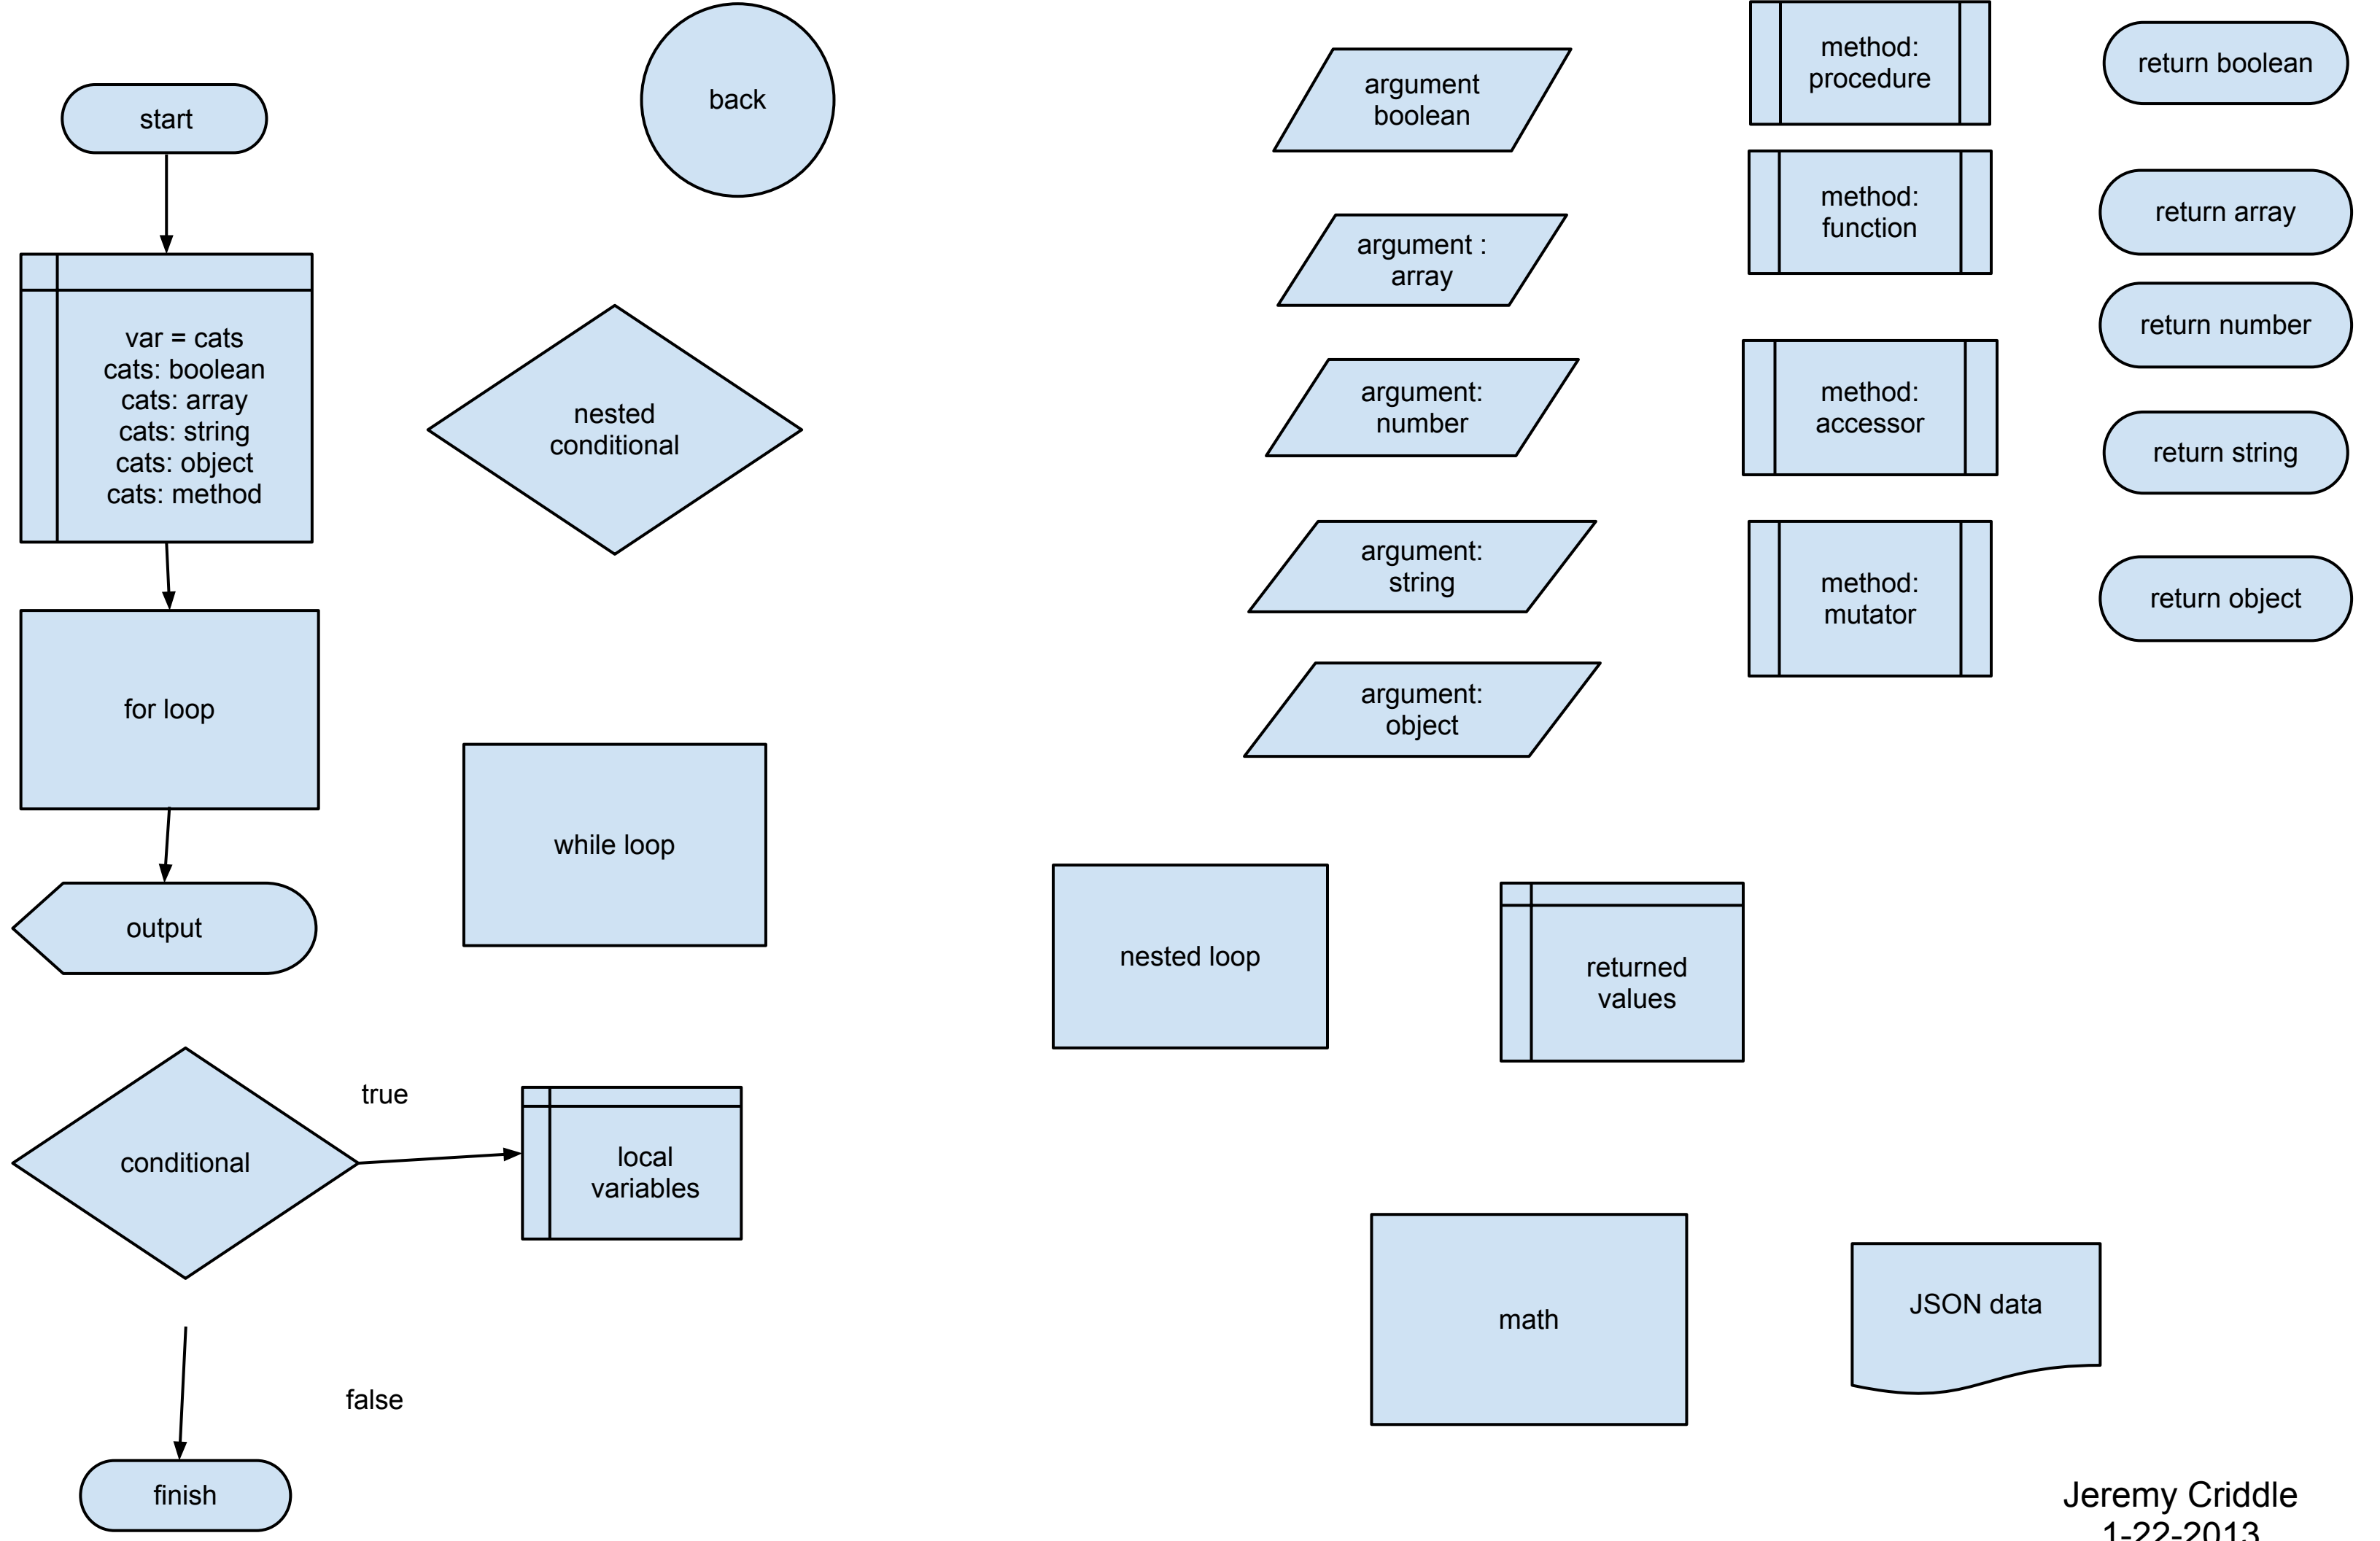 start
back
var = cats
cats: boolean
cats: array
cats: string
cats: object
cats: method
nested
conditional
for loop
while loop
output
conditional
true
local
variables
false
finish
argument
boolean
argument :
array
argument:
number
argument:
string
argument:
object
method:
procedure
method:
function
method:
accessor
method:
mutator
return boolean
return array
return number
return string
return object
nested loop
returned
values
math
JSON data
Jeremy Criddle
1-22-2013